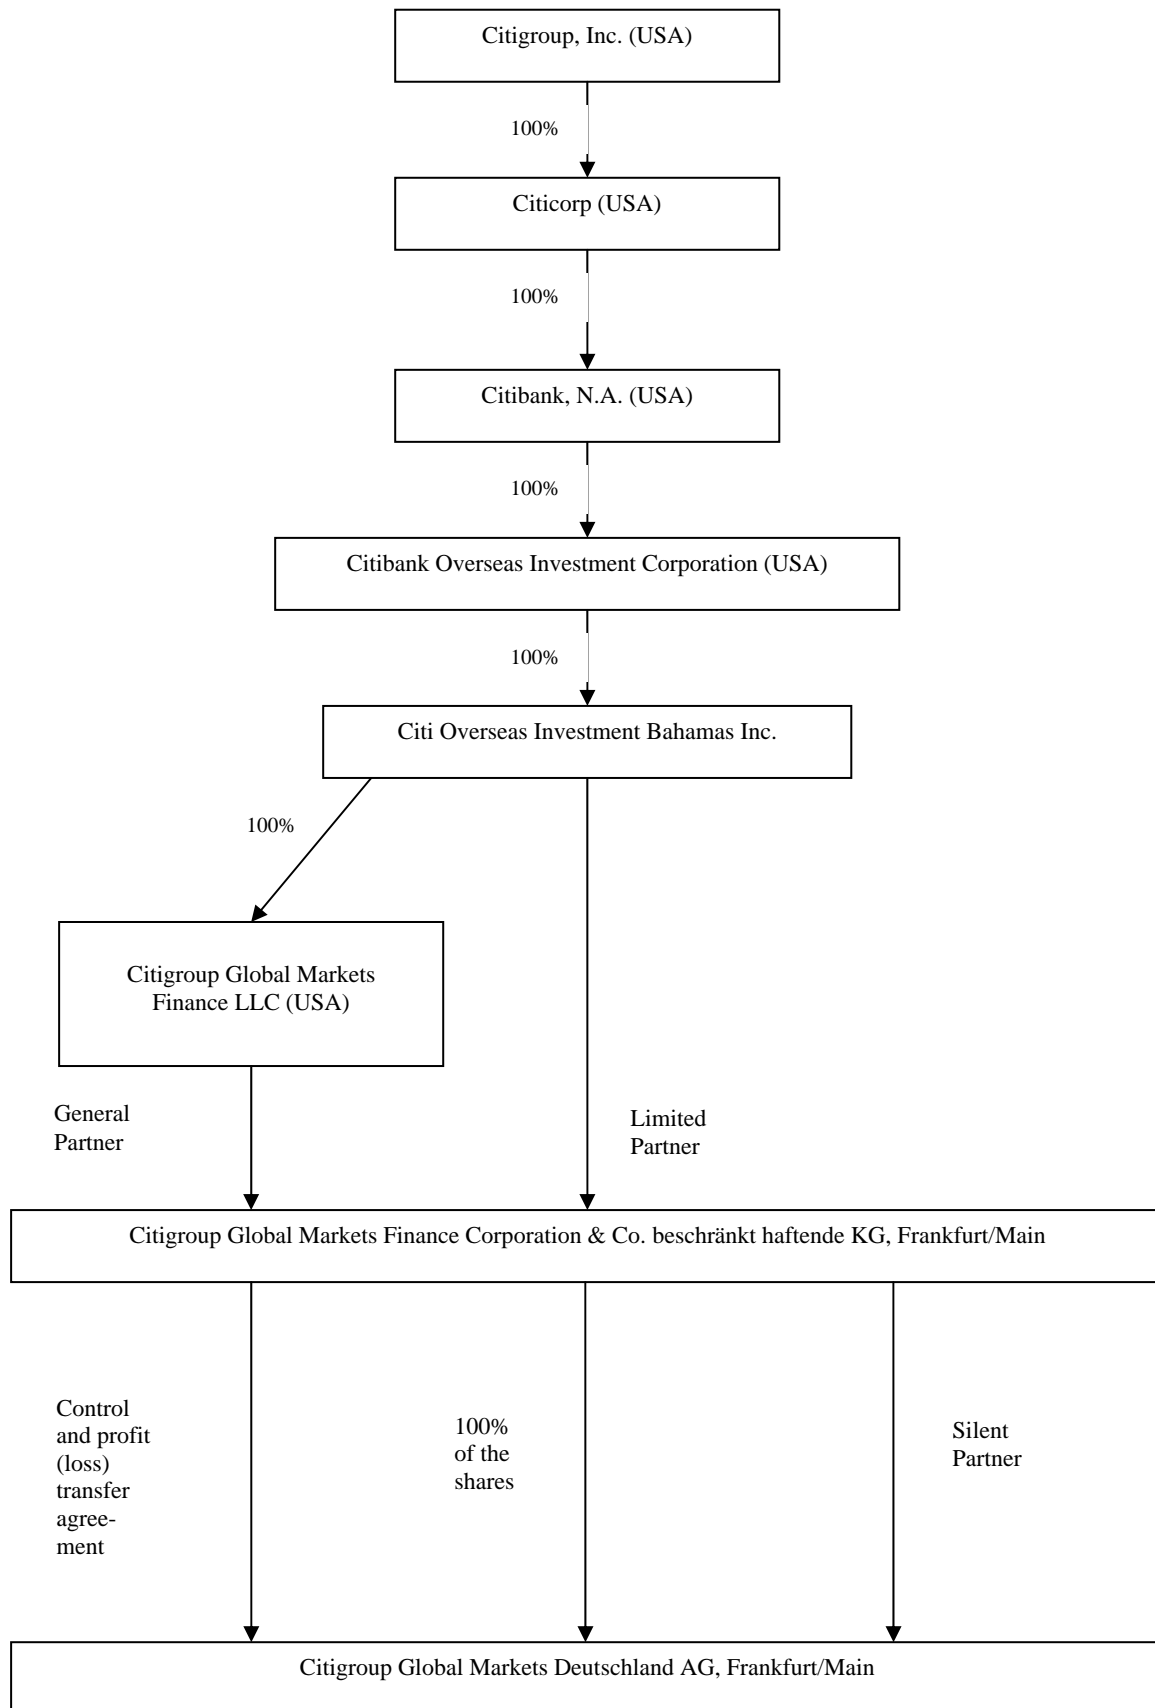 Citigroup, Inc. (USA)
100%
Citicorp (USA)
100%
Citibank, N.A. (USA)
100%
Citibank Overseas Investment Corporation (USA)
100%
Citi Overseas Investment Bahamas Inc.
100%
Citigroup Global Markets
Finance LLC (USA)
General
Partner
Limited
Partner
Citigroup Global Markets Finance Corporation & Co. beschränkt haftende KG, Frankfurt/Main
Control
and profit
(loss)
transfer
agree-
ment
100%
of the
shares
Silent
Partner
Citigroup Global Markets Deutschland AG, Frankfurt/Main